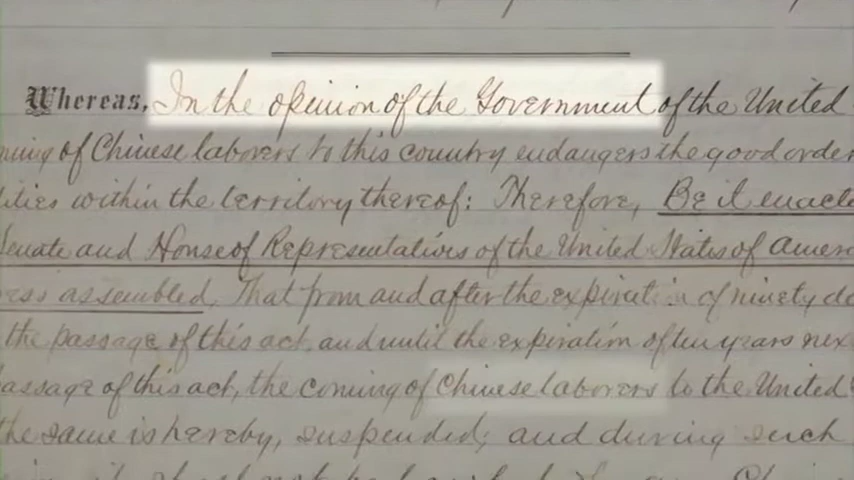 Whereas, In the opinion of the Government of the United
ming of Chinese laborers to this country endangers the good order
lities within the territory thereof: Therefore, Be it enacte
Senate and House of Representatives of the United States of Amer
ress assembled, That from and after the expiration of ninety da
the passage of this act, and until the expiration of ten years nex
assage of this act, the coming of Chinese laborers to the United
the same is hereby, suspended; and during such